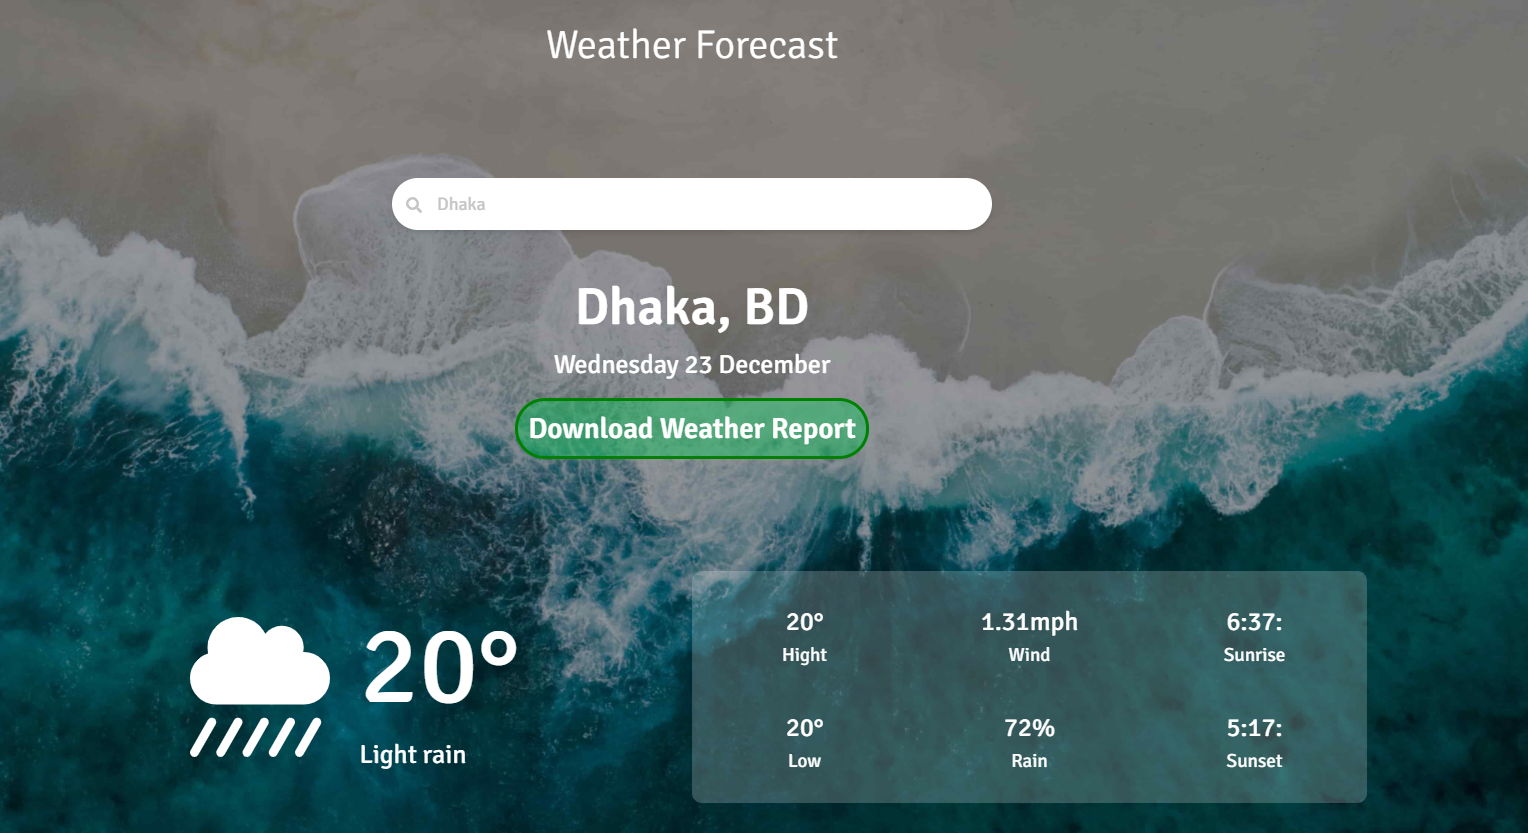 Weather Forecast
Dhaka
Dhaka, BD
Wednesday 23 December
Download Weather Report
20°
Light rain
20° 1.31mph 6:37:
Hight Wind Sunrise
20° 72% 5:17:
Low Rain Sunset